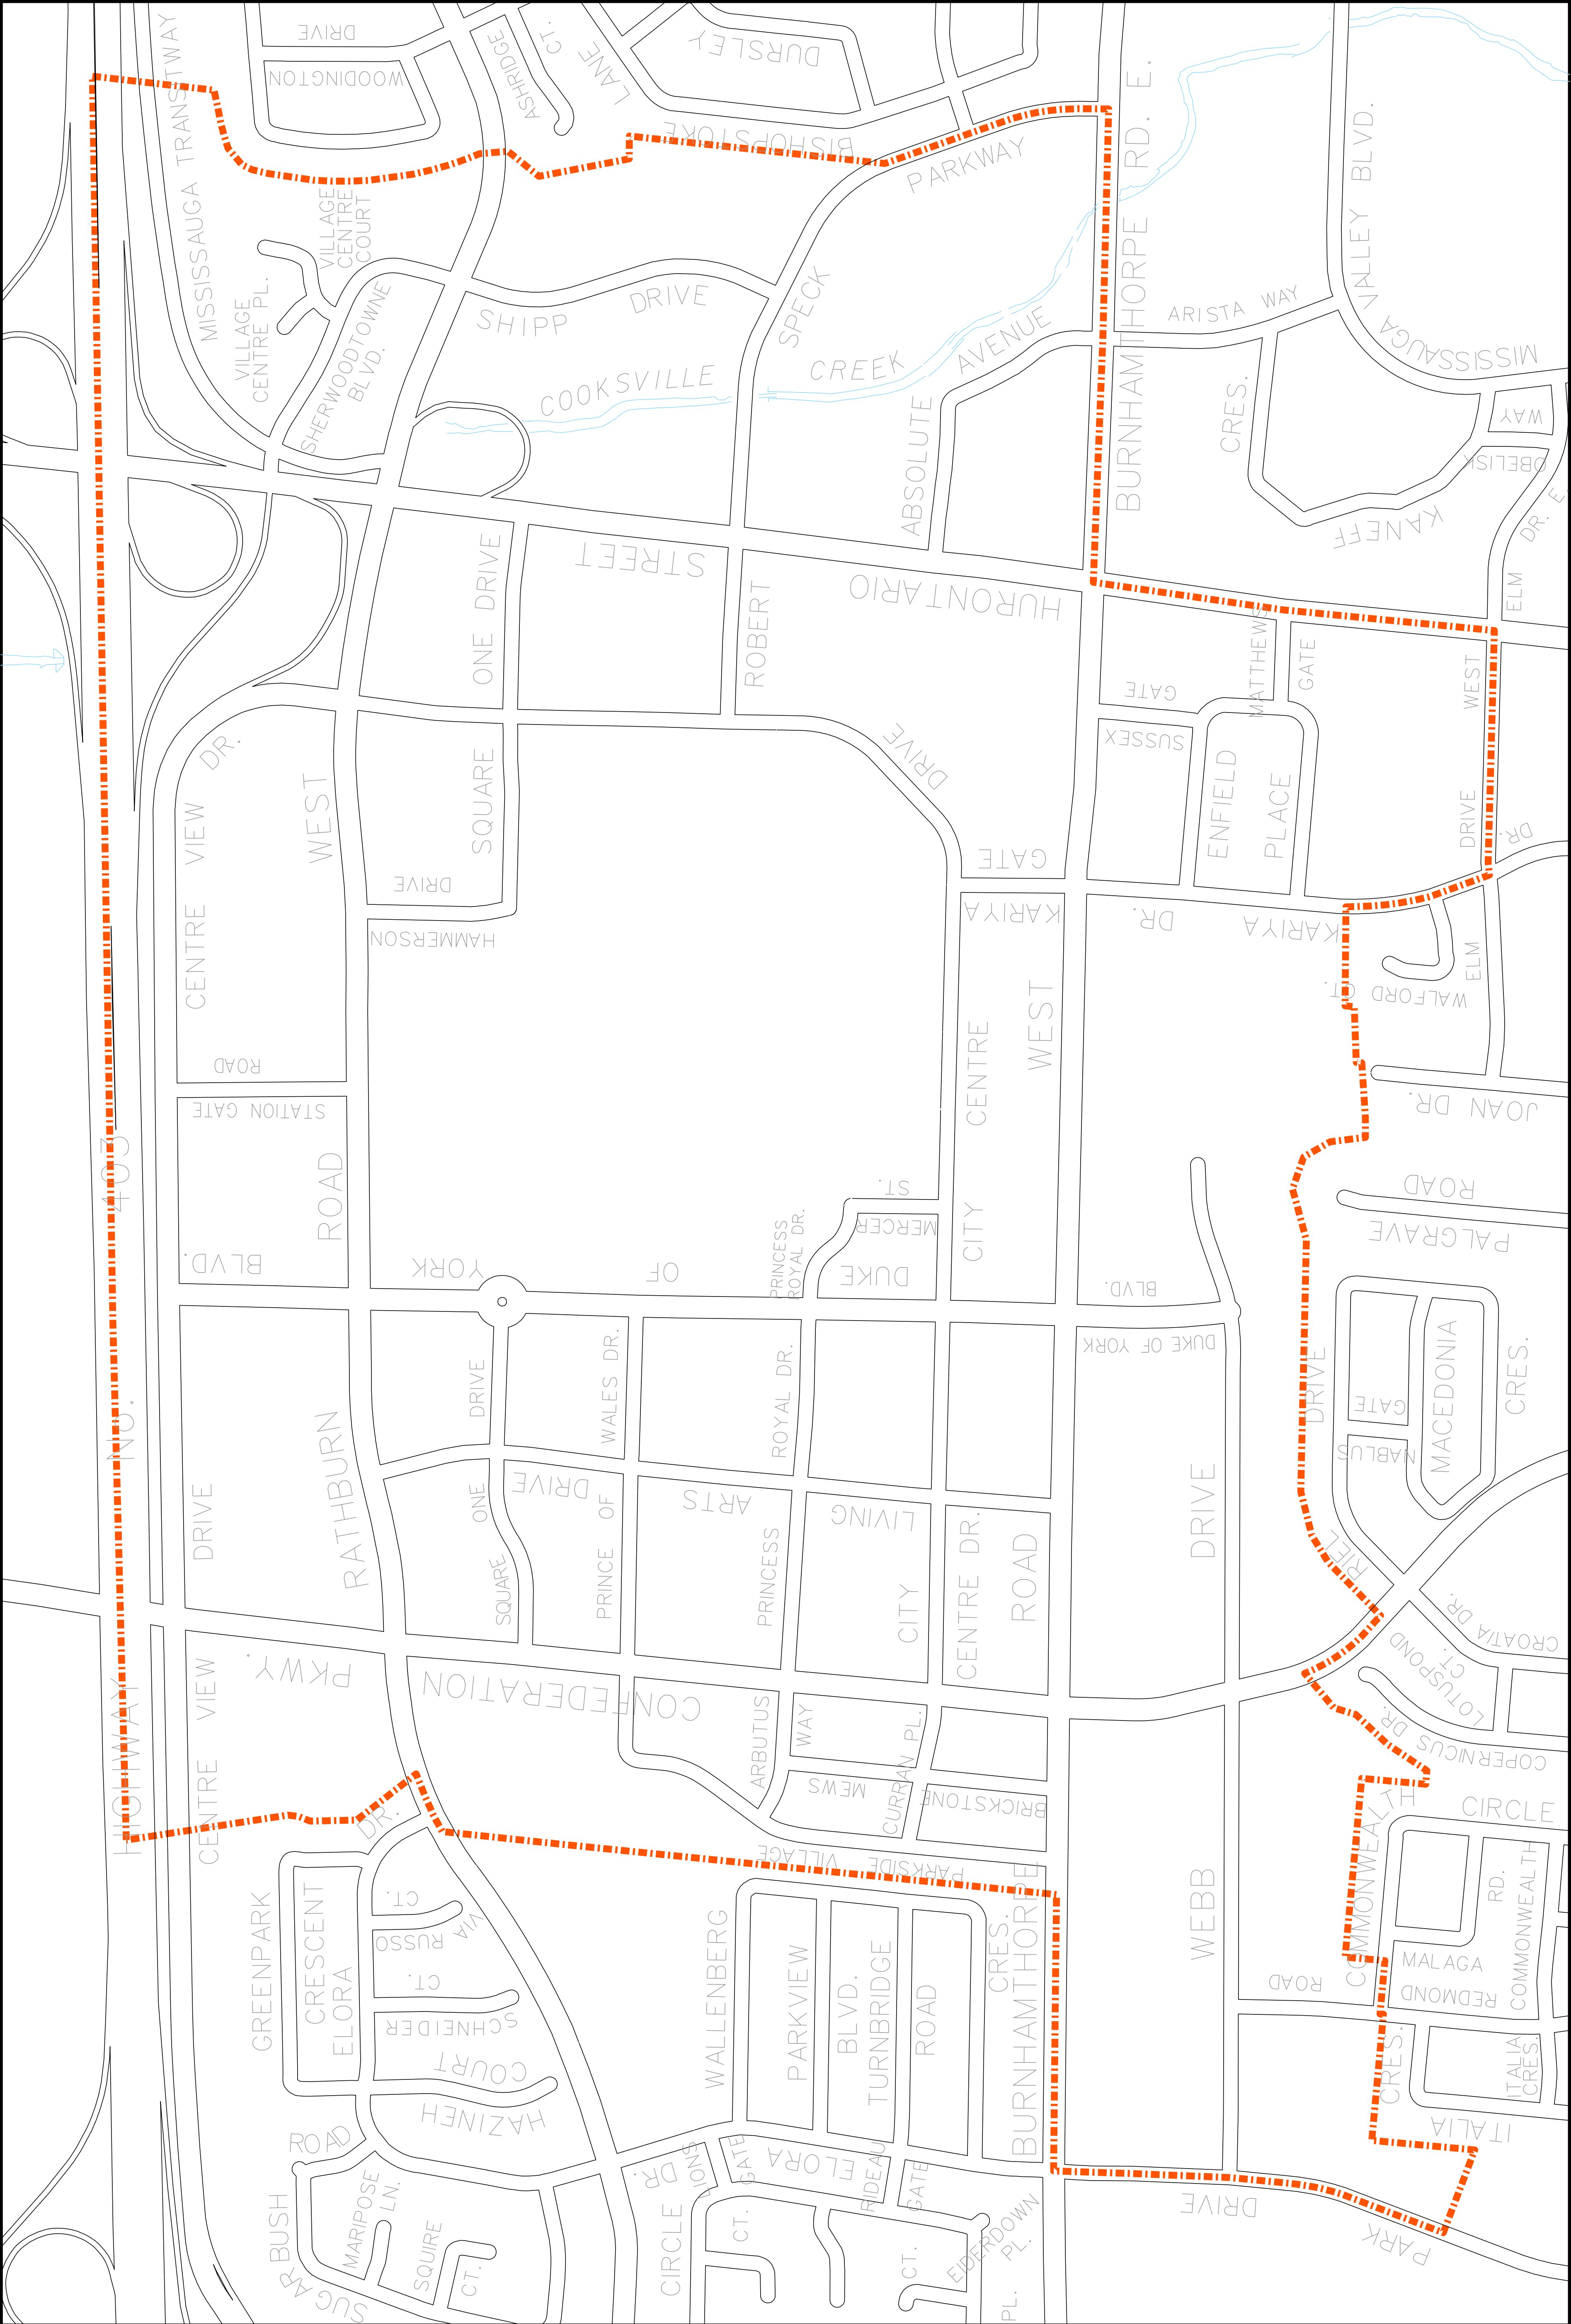 DRIVE
WOODINGTON
MISSISSAUGA TRANSITWAY
ASHRIDGE
CT.
LANE
DURSLEY
BISHOPSTOKE
PARKWAY
BURNHAMTHORPE RD. E.
MISSISSAUGA VALLEY BLVD.
VILLAGE
CENTRE
COURT
VILLAGE
CENTRE PL.
SHERWOODTOWNE
BLVD.
SHIPP
DRIVE
SPECK
COOKSVILLE
CREEK
ABSOLUTE
AVENUE
ARISTA WAY
CRES.
KANEFF
WAY
OBELISK
DR. E.
ELM
STREET
HURONTARIO
ONE DRIVE
SQUARE
ROBERT
DRIVE
GATE
SUSSEX
MATTHEWS
GATE
ENFIELD
PLACE
WEST
DRIVE
ELM
DR.
KARIYA
DR.
WALFORD CT.
GATE
KARIYA
DR.
CENTRE VIEW
WEST
DRIVE
HAMMERSON
ROAD
STATION GATE
ROAD
BLVD.
YORK
OF
DUKE
ST.
MERCER
PRINCESS
ROYAL DR.
CITY CENTRE
WEST
JOAN DR.
ROAD
PALGRAVE
BLVD.
DUKE OF YORK
HIGHWAY NO. 403
DRIVE
RATHBURN
DRIVE
ONE
SQUARE
WALES DR.
PRINCE OF
DRIVE
ARTS
LIVING
ROYAL DR.
PRINCESS
CITY
CENTRE DR.
ROAD
DRIVE
WEBB
DRIVE
RIEL
GATE
NABLUS
MACEDONIA
CRES.
CROATIA DR.
LOTUSPOND
CT.
COPERNICUS DR.
CENTRE VIEW
PKWY.
CONFEDERATION
ARBUTUS
WAY
MEWS
CURRAN PL.
BRICKSTONE
PARKSIDE VILLAGE
DR.
GREENPARK
CRESCENT
ELORA
CT.
VIA RUSSO
CT.
SCHNEIDER
COURT
HAZINEH
WALLENBERG
PARKVIEW
BLVD.
TURNBRIDGE
ROAD
CRES.
BURNHAMTHORPE
COMMONWEALTH
CIRCLE
RD.
MALAGA
COMMONWEALTH
ROAD
REDMOND
CRES.
ITALIA
ITALIA
CRES.
DRIVE
PARK
ROAD
BUSH
SUGAR
MARIPOSE
LN.
SQUIRE
CT.
DR.
ELORA
LIONS
GATE
RIDEAU
GATE
CIRCLE
CT.
CT.
EIDERDOWN
PL.
PL.